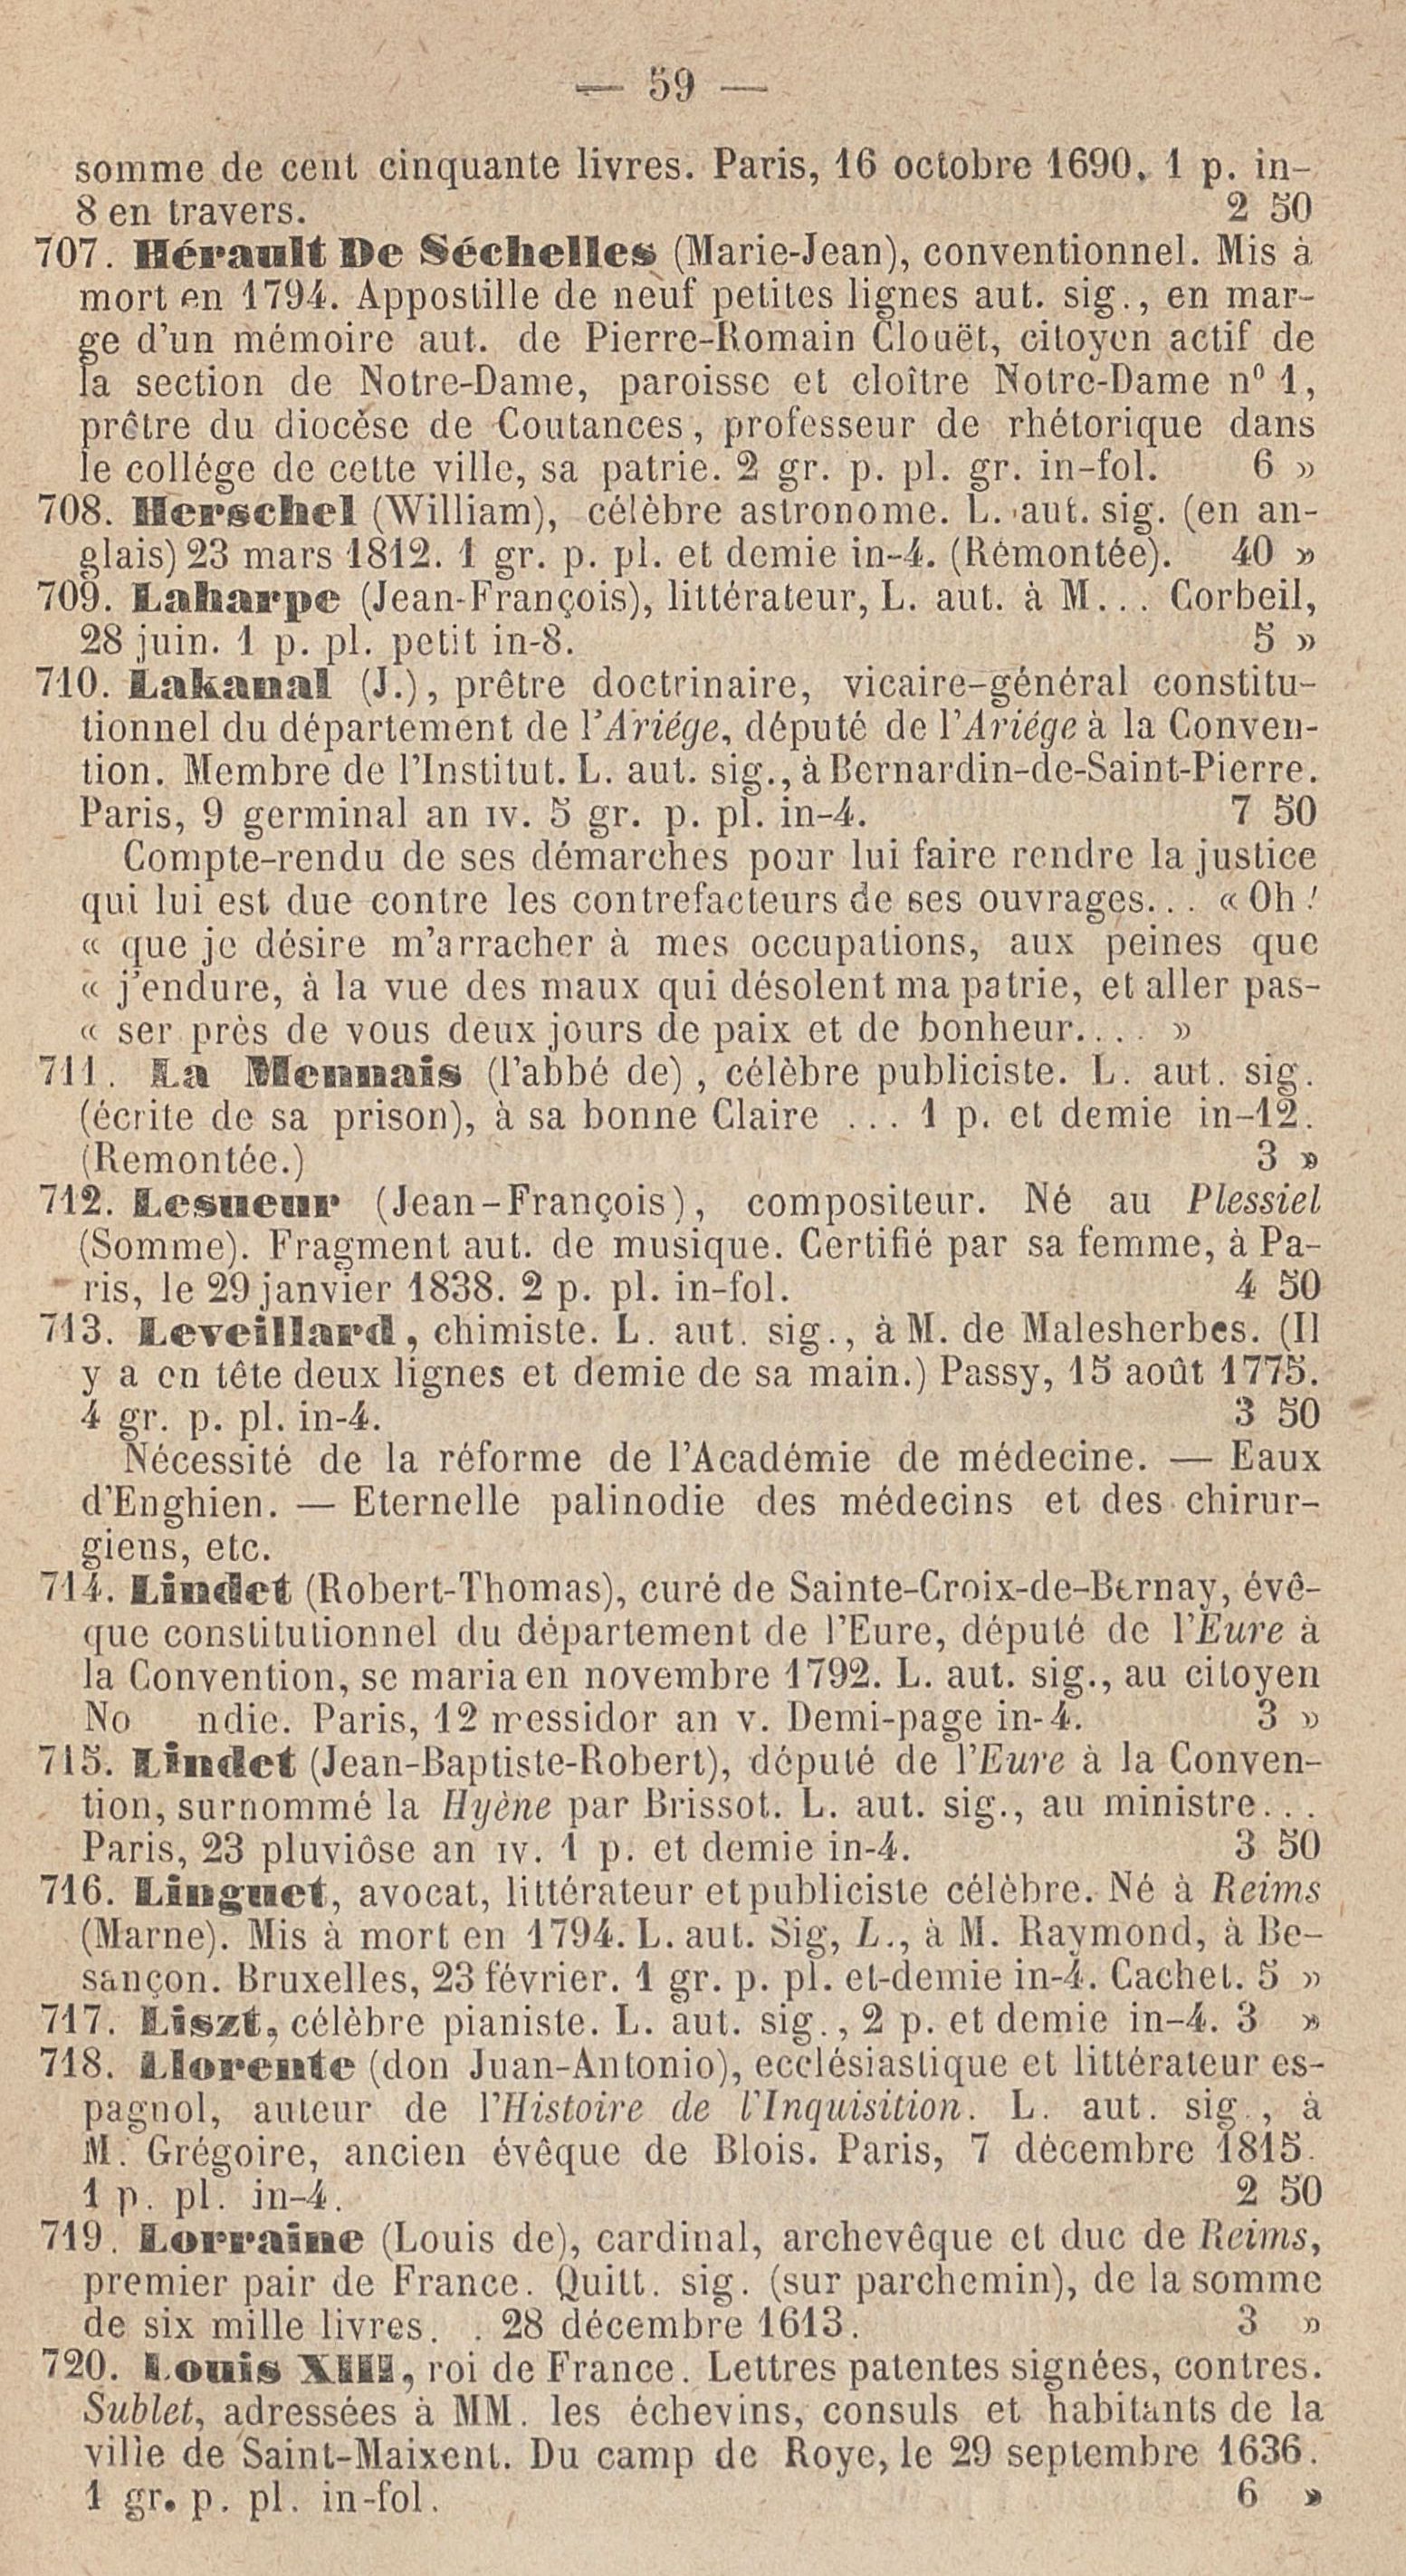 — 59 —
somme de cent cinquante livres. Paris, 16 octobre 1690. 1 p. in-
8 en travers. 2 50
707. Hérault De Séchelles (Marie-Jean), conventionnel. Mis à
mort en 1794. Appostille de neuf petites lignes aut. sig., en mar-
ge d'un mémoire aut. de Pierre-Romain Clouët, citoyen actif de
la section de Notre-Dame, paroisse et cloître Notre-Dame nº 1,
prêtre du diocèse de Coutances, professeur de rhétorique dans
le collége de cette ville, sa patrie. 2 gr. p. pl. gr. in-fol. 6 »
708. Herschel (William), célèbre astronome. L. aut. sig. (en an-
glais) 23 mars 1812. 1 gr. p. pl. et demie in-4. (Rémontée). 40 »
709. Laharpe (Jean-François), littérateur, L. aut. à M... Corbeil,
28 juin. 1 p. pl. petit in-8. 5 »
710. Lakanal (J.), prêtre doctrinaire, vicaire-général constitu-
tionnel du département de l'Ariége, député de l'Ariége à la Conven-
tion. Membre de l'Institut. L. aut. sig., à Bernardin-de-Saint-Pierre.
Paris, 9 germinal an IV. 5 gr. p. pl. in-4. 7 50
Compte-rendu de ses démarches pour lui faire rendre la justice
qui lui est due contre les contrefacteurs de ses ouvrages... « Oh !
« que je désire m'arracher à mes occupations, aux peines que
« j'endure, à la vue des maux qui désolent ma patrie, et aller pas-
« ser près de vous deux jours de paix et de bonheur.... »
711. La Mennais (l'abbé de), célèbre publiciste. L. aut. sig.
(écrite de sa prison), à sa bonne Claire ... 1 p. et demie in-12.
(Remontée.) 3 »
712. Lesueur (Jean-François), compositeur. Né au Plessiel
(Somme). Fragment aut. de musique. Certifié par sa femme, à Pa-
ris, le 29 janvier 1838. 2 p. pl. in-fol. 4 50
713. Leveillard, chimiste. L. aut. sig., à M. de Malesherbes. (Il
y a en tête deux lignes et demie de sa main.) Passy, 15 août 1775.
4 gr. p. pl. in-4. 3 50
Nécessité de la réforme de l'Académie de médecine. — Eaux
d'Enghien. — Eternelle palinodie des médecins et des chirur-
giens, etc.
714. Lindet (Robert-Thomas), curé de Sainte-Croix-de-Bernay, évê-
que constitutionnel du département de l'Eure, député de l'Eure à
la Convention, se maria en novembre 1792. L. aut. sig., au citoyen
No ndie. Paris, 12 messidor an V. Demi-page in-4. 3 »
715. Lindet (Jean-Baptiste-Robert), député de l'Eure à la Conven-
tion, surnommé la Hyène par Brissot. L. aut. sig., au ministre...
Paris, 23 pluviôse an IV. 1 p. et demie in-4. 3 50
716. Linguet, avocat, littérateur et publiciste célèbre. Né à Reims
(Marne). Mis à mort en 1794. L. aut. Sig, L., à M. Raymond, à Be-
sançon. Bruxelles, 23 février. 1 gr. p. pl. et-demie in-4. Cachet. 5 »
717. Liszt, célèbre pianiste. L. aut. sig., 2 p. et demie in-4. 3 »
718. Llorente (don Juan-Antonio), ecclésiastique et littérateur es-
pagnol, auteur de l'Histoire de l'Inquisition. L. aut. sig., à
M. Grégoire, ancien évêque de Blois. Paris, 7 décembre 1815.
1 p. pl. in-4. 2 50
719. Lorraine (Louis de), cardinal, archevêque et duc de Reims,
premier pair de France. Quitt. sig. (sur parchemin), de la somme
de six mille livres. . 28 décembre 1613. 3 »
720. Louis XIII, roi de France. Lettres patentes signées, contres.
Sublet, adressées à MM. les échevins, consuls et habitants de la
ville de Saint-Maixent. Du camp de Roye, le 29 septembre 1636.
1 gr. p. pl. in-fol. 6 »